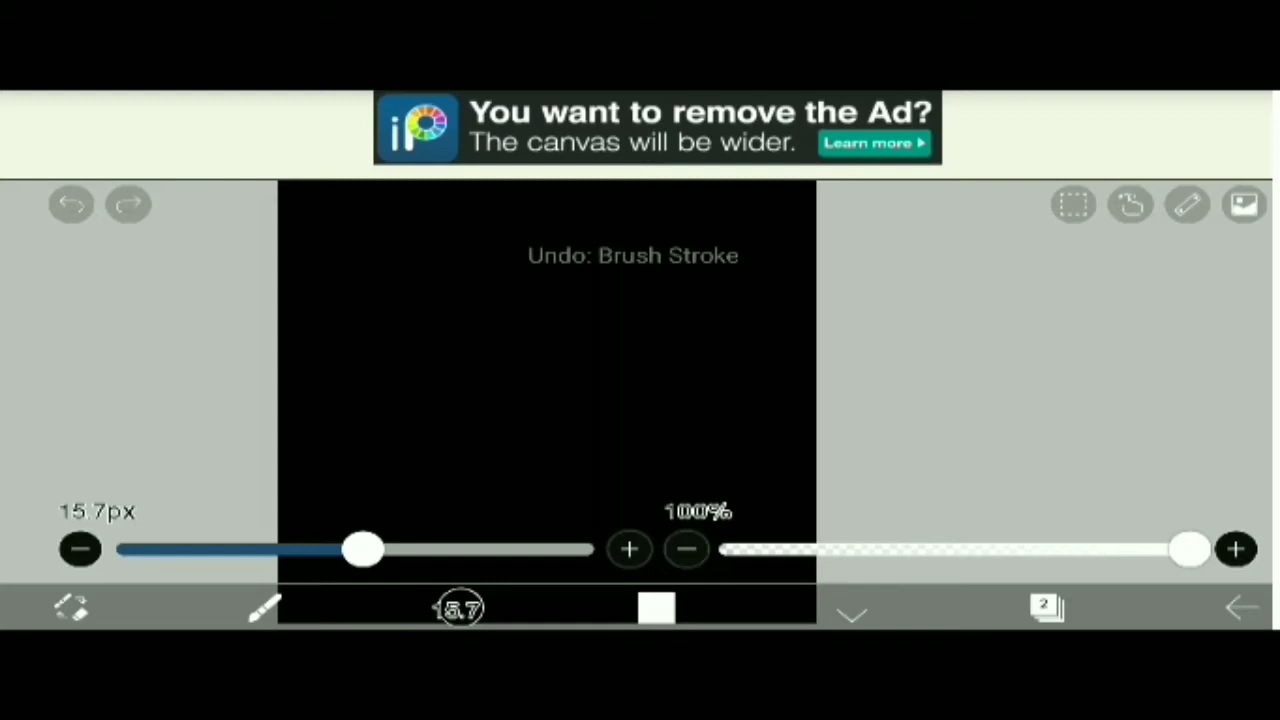 iP
You want to remove the Ad?
The canvas will be wider.
Learn more
Undo: Brush Stroke
15.7px
100%
15.7
2